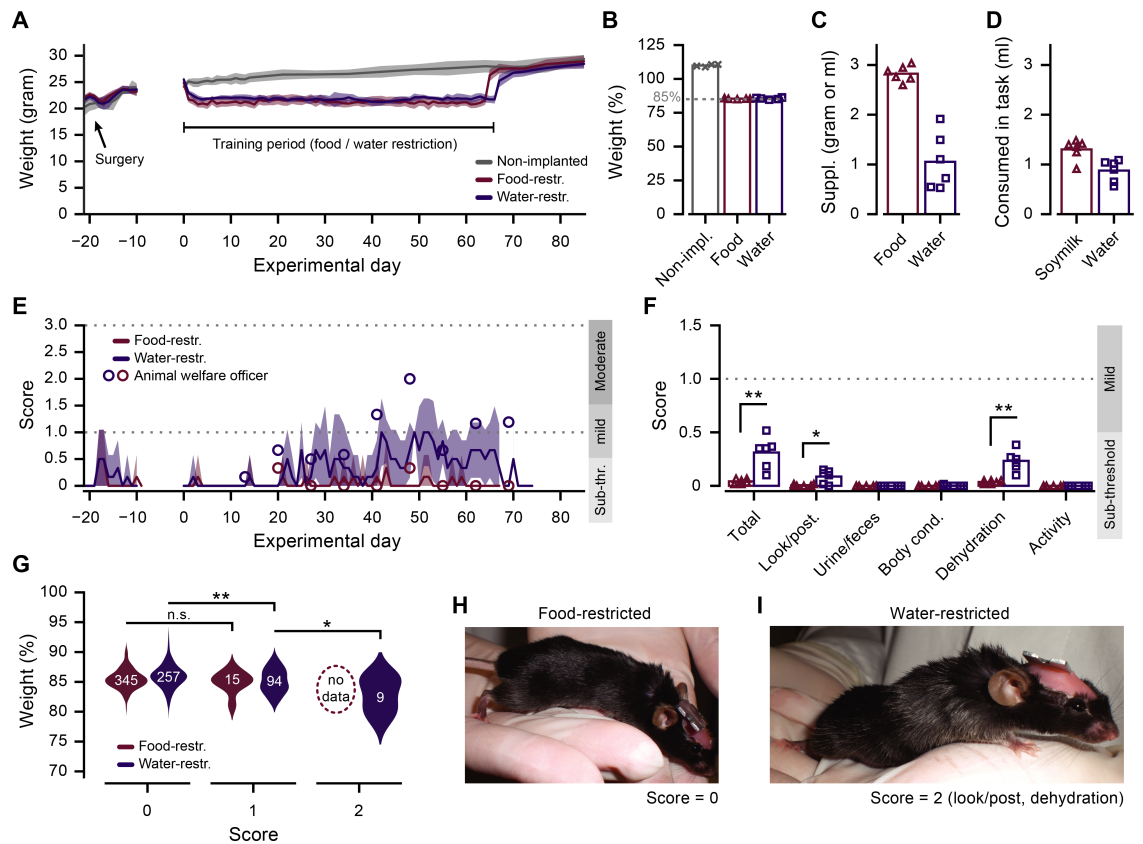 A
Weight (gram)
30
25
20
15
10
5
0
Surgery
Training period (food / water restriction)
Non-implanted
Food-restr.
Water-restr.
−20 −10 0 10 20 30 40 50 60 70 80
Experimental day
B
Weight (%)
125
100
85%
75
50
25
0
Non-impl.
Food
Water
C
Suppl. (gram or ml)
3
2
1
0
Food
Water
D
Consumed in task (ml)
3
2
1
0
Soymilk
Water
E
Score
3.0
2.5
2.0
1.5
1.0
0.5
0
Food-restr.
Water-restr.
Animal welfare officer
Moderate
mild
Sub-thr.
−20 −10 0 10 20 30 40 50 60 70 80
Experimental day
F
Score
1.5
1.0
0.5
0
**
*
**
Mild
Sub-threshold
Total
Look/post.
Urine/feces
Body cond.
Dehydration
Activity
G
Weight (%)
100
95
90
85
80
75
70
**
n.s.
*
345
257
15
94
no
data
9
Food-restr.
Water-restr.
0 1 2
Score
H
Food-restricted
Score = 0
I
Water-restricted
Score = 2 (look/post, dehydration)